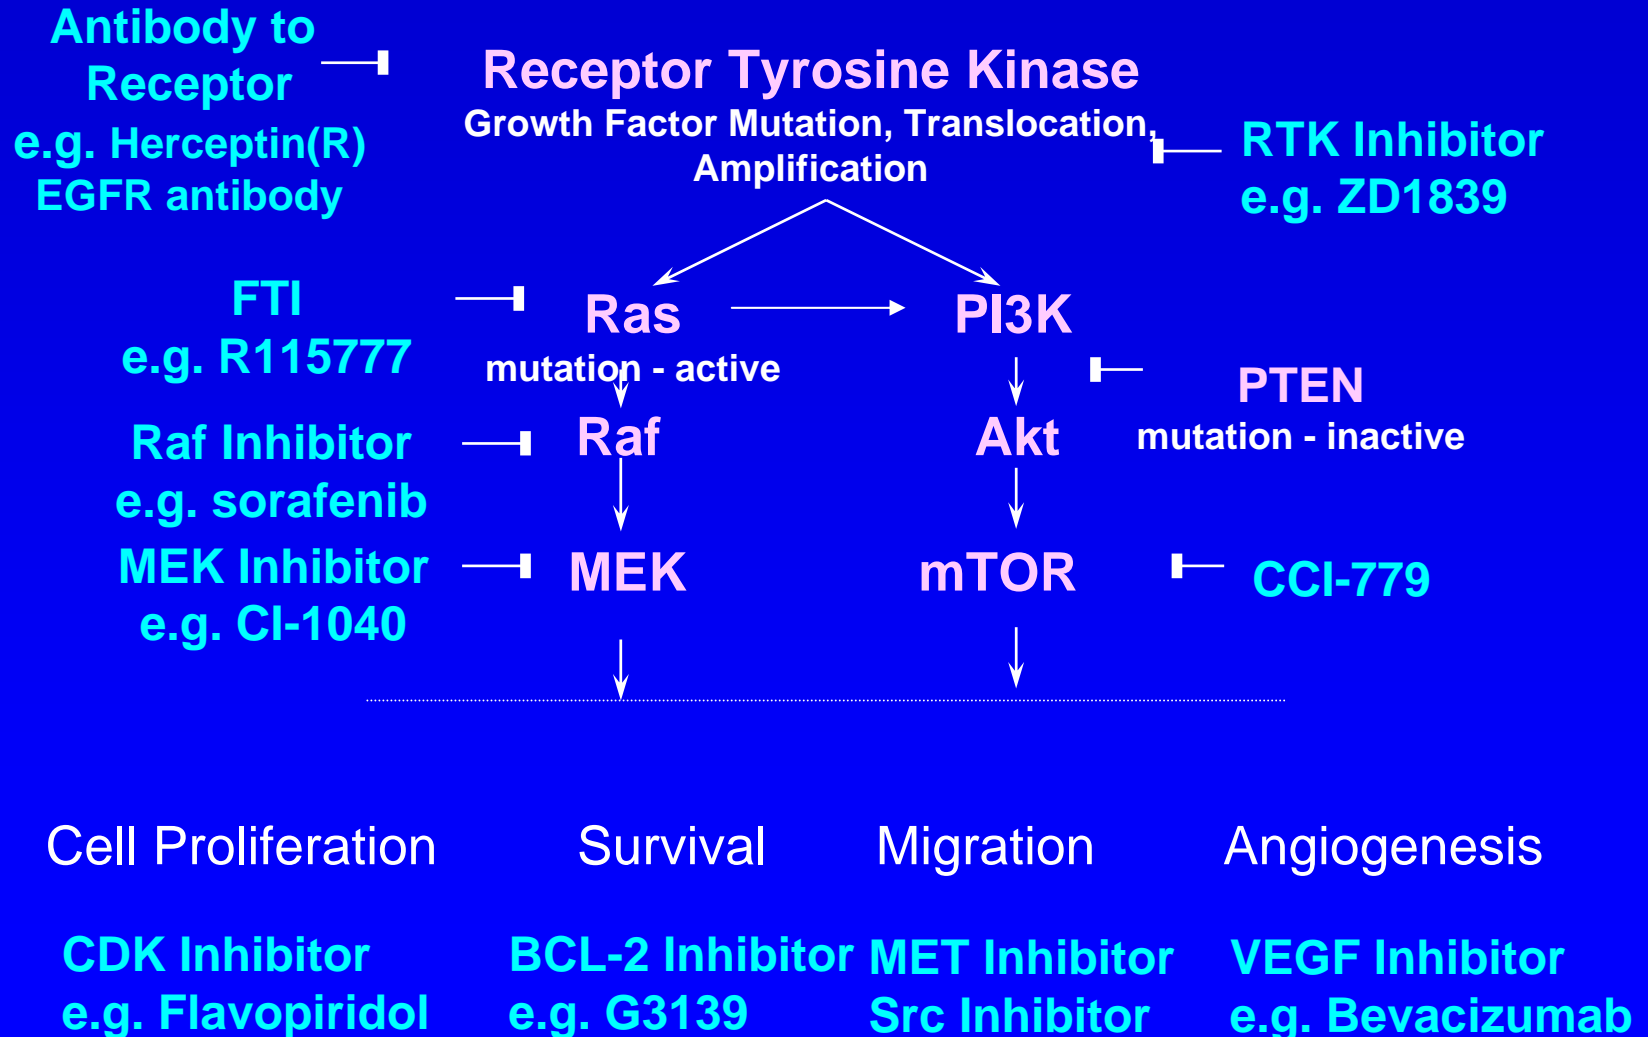 Antibody to
Receptor
e.g. Herceptin(R)
EGFR antibody
Receptor Tyrosine Kinase
Growth Factor Mutation, Translocation,
Amplification
RTK Inhibitor
e.g. ZD1839
FTI
e.g. R115777
Ras
mutation - active
PI3K
PTEN
mutation - inactive
Raf Inhibitor
e.g. sorafenib
Raf
Akt
MEK Inhibitor
e.g. CI-1040
MEK
mTOR
CCI-779
Cell Proliferation
Survival
Migration
Angiogenesis
CDK Inhibitor
e.g. Flavopiridol
BCL-2 Inhibitor
e.g. G3139
MET Inhibitor
Src Inhibitor
VEGF Inhibitor
e.g. Bevacizumab